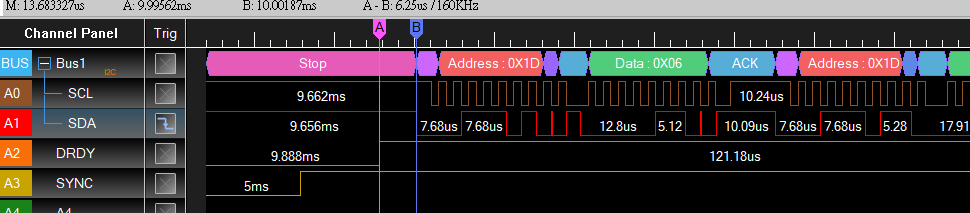 M: 13.683327us A: 9.99562ms B: 10.00187ms A - B: 6.25us /160KHz
Channel Panel Trig A B
BUS Bus1 I2C Stop Address : 0X1D Data : 0X06 ACK Address : 0X1D
A0 SCL 9.662ms 10.24us
A1 SDA 9.656ms 7.68us 7.68us 12.8us 5.12 10.09us 7.68us 7.68us 5.28 17.91
A2 DRDY 9.888ms 121.18us
A3 SYNC 5ms
A4 A4